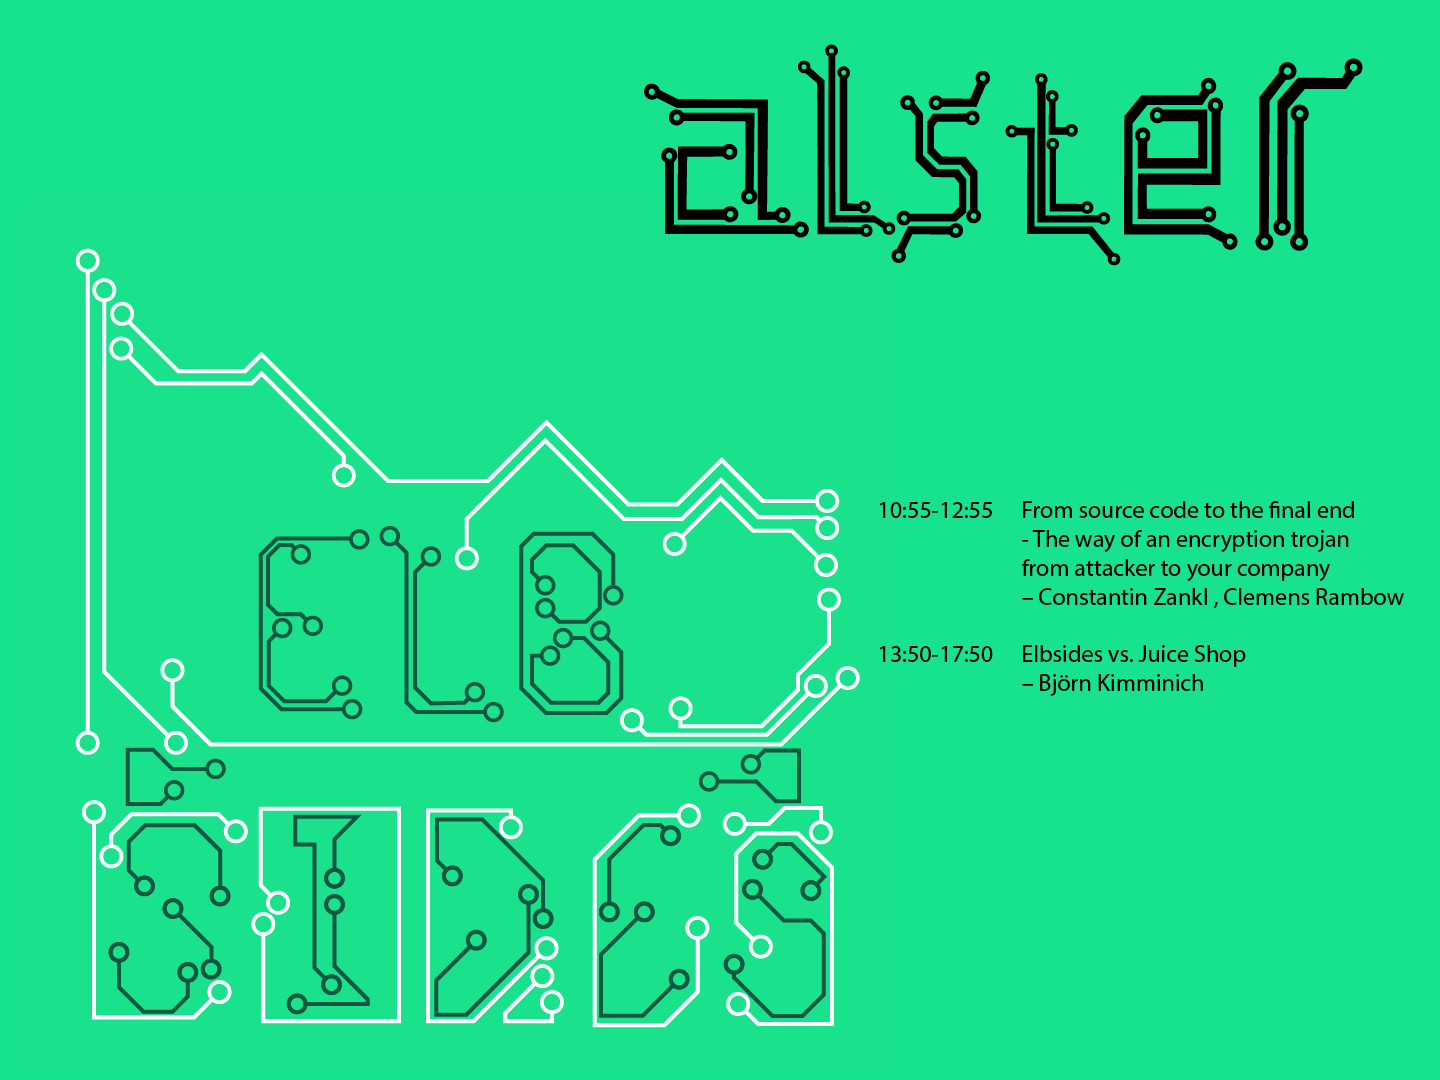 alster
10:55-12:55 From source code to the final end
- The way of an encryption trojan
from attacker to your company
– Constantin Zankl , Clemens Rambow
13:50-17:50 Elbsides vs. Juice Shop
– Björn Kimminich
ELB
SIDES